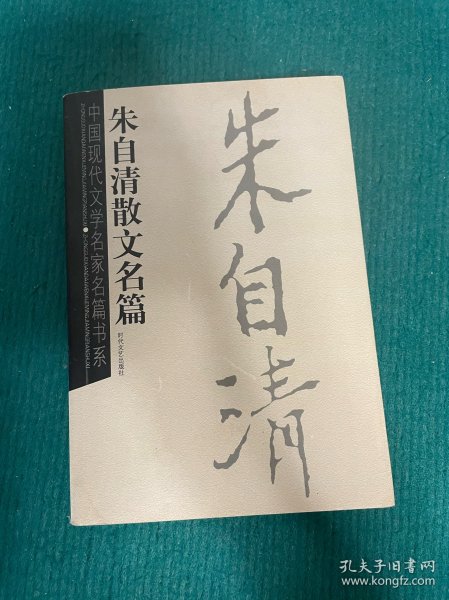 中国现代文学名家名篇书系
朱自清散文名篇
时代文艺出版社
朱自清
孔夫子旧书网
www.kongfz.com